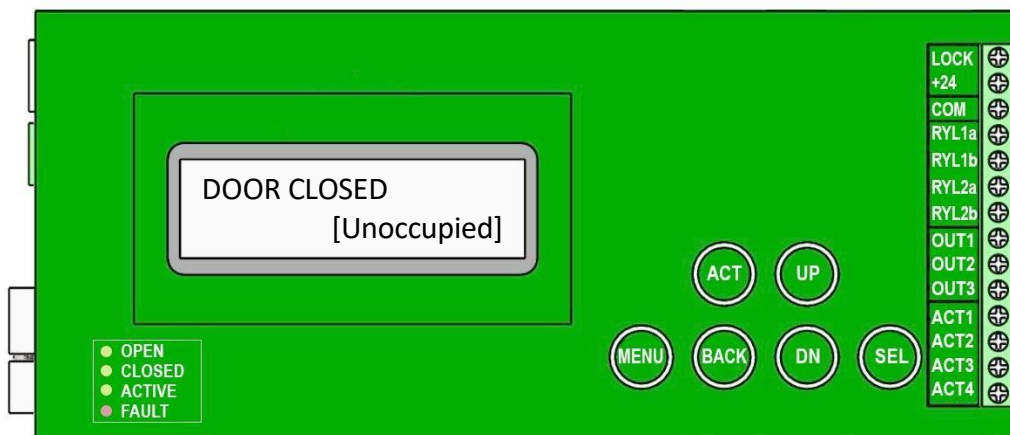 DOOR CLOSED
[Unoccupied]
OPEN
CLOSED
ACTIVE
FAULT
ACT
UP
MENU
BACK
DN
SEL
LOCK
+24
COM
RYL1a
RYL1b
RYL2a
RYL2b
OUT1
OUT2
OUT3
ACT1
ACT2
ACT3
ACT4